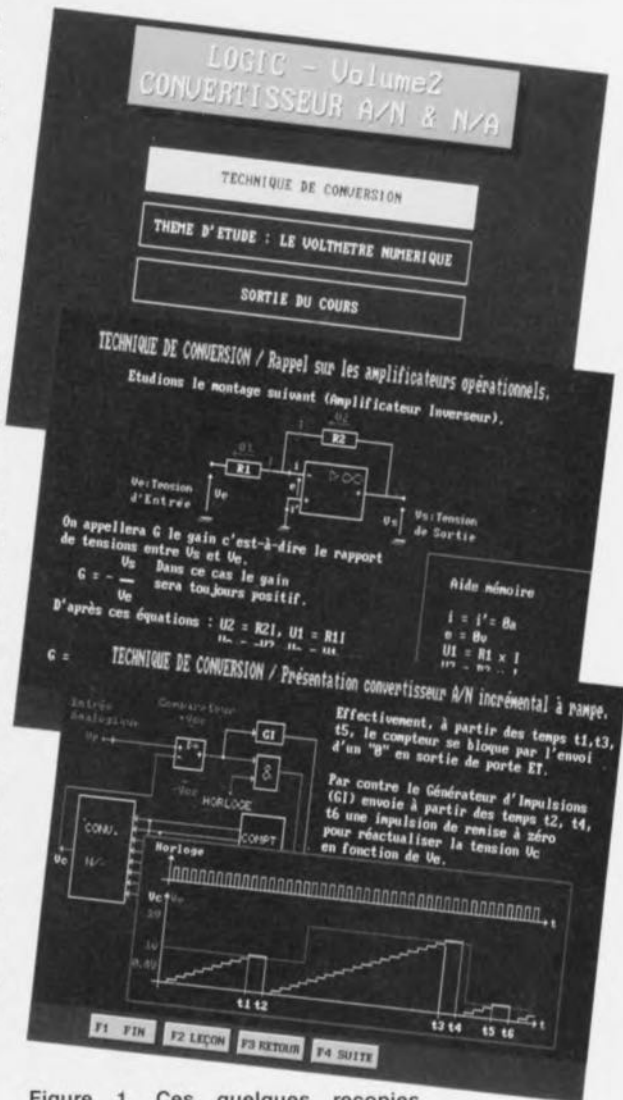 LOGIC - Volume2
CONVERTISSEUR A/N & N/A
TECHNIQUE DE CONVERSION
THEME D'ETUDE : LE VOLTMETRE NUMERIQUE
SORTIE DU COURS
TECHNIQUE DE CONVERSION / Rappel sur les amplificateurs opérationnels.
Etudions le montage suivant (Amplificateur Inverseur).
U2
R2
U1
R1
Ve:Tension
d'Entrée
Ve
Vs
Vs:Tension
de Sortie
On appellera G le gain c'est-à-dire le rapport
de tensions entre Vs et Ve.
G = - Vs / Ve
Dans ce cas le gain
sera toujours positif.
D'après ces équations : U2 = R2I, U1 = R1I
Aide mémoire
i = i'= 0a
e = 0v
U1 = R1 x I
G =
TECHNIQUE DE CONVERSION / Présentation convertisseur A/N incrémental à rampe.
Entrée
Analogique
Comparateur
+Vcc
Ve
-Vcc
GI
&
HORLOGE
CONV.
COMPT
Vc
Effectivement, à partir des temps t1,t3,
t5, le compteur se bloque par l'envoi
d'un "0" en sortie de porte ET.
Par contre le Générateur d'Impulsions
(GI) envoie à partir des temps t2, t4,
t6 une impulsion de remise à zéro
pour réactualiser la tension Vc
en fonction de Ve.
Horloge
t
Vc Ve
t1 t2
t3 t4
t5 t6
t
F1 FIN
F2 LEÇON
F3 RETOUR
F4 SUITE
Figure 1. Ces quelques recopies